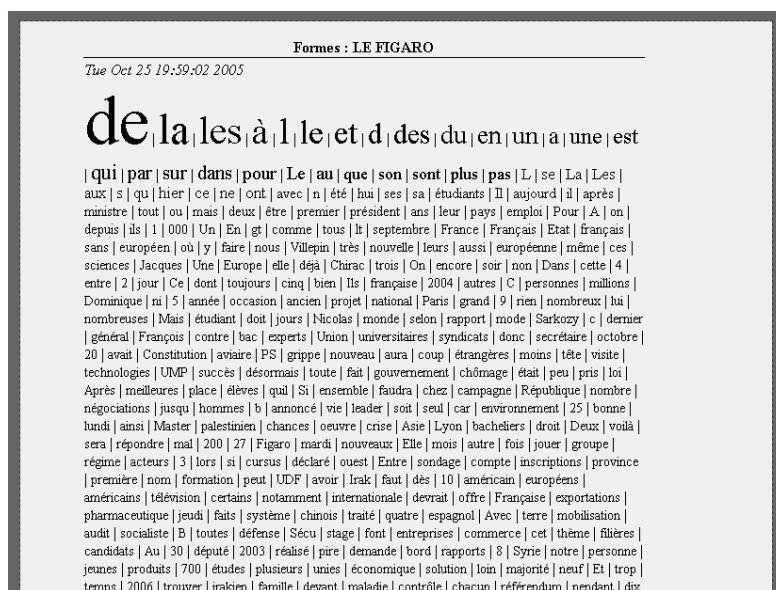 Formes : LE FIGARO
Tue Oct 25 19:59:02 2005
de | la | les | à | l | le | et | d | des | du | en | un | a | une | est
| qui | par | sur | dans | pour | Le | au | que | son | sont | plus | pas | L | se | La | Les |
aux | s | qu | hier | ce | ne | ont | avec | n | été | hui | ses | sa | étudiants | Il | aujourd | il | après |
ministre | tout | ou | mais | deux | être | premier | président | ans | leur | pays | emploi | Pour | A | on |
depuis | ils | 1 | 000 | Un | En | gt | comme | tous | lt | septembre | France | Français | Etat | français |
sans | européen | où | y | faire | nous | Villepin | très | nouvelle | leurs | aussi | européenne | même | ces |
sciences | Jacques | Une | Europe | elle | déjà | Chirac | trois | On | encore | soir | non | Dans | cette | 4 |
entre | 2 | jour | Ce | dont | toujours | cinq | bien | Ils | française | 2004 | autres | C | personnes | millions |
Dominique | ni | 5 | année | occasion | ancien | projet | national | Paris | grand | 9 | rien | nombreux | lui |
nombreuses | Mais | étudiant | doit | jours | Nicolas | monde | selon | rapport | mode | Sarkozy | c | dernier
| général | François | contre | bac | experts | Union | universitaires | syndicats | donc | secrétaire | octobre |
20 | avait | Constitution | aviaire | PS | grippe | nouveau | aura | coup | étrangères | moins | tête | visite |
technologies | UMP | succès | désormais | toute | fait | gouvernement | chômage | était | peu | pris | loi |
Après | meilleures | place | élèves | quil | Si | ensemble | faudra | chez | campagne | République | nombre |
négociations | jusqu | hommes | b | annoncé | vie | leader | soit | seul | car | environnement | 25 | bonne |
lundi | ainsi | Master | palestinien | chances | oeuvre | crise | Asie | Lyon | bacheliers | droit | Deux | voilà |
sera | répondre | mal | 200 | 27 | Figaro | mardi | nouveaux | Elle | mois | autre | fois | jouer | groupe |
régime | acteurs | 3 | lors | si | cursus | déclaré | ouest | Entre | sondage | compte | inscriptions | province
| première | nom | formation | peut | UDF | avoir | Irak | faut | dès | 10 | américain | européens |
américains | télévision | certains | notamment | internationale | devrait | offre | Française | exportations |
pharmaceutique | jeudi | faits | système | chinois | traité | quatre | espagnol | Avec | terre | mobilisation |
audit | socialiste | B | toutes | défense | Sécu | stage | font | entreprises | commerce | cet | thème | filières |
candidats | Au | 30 | député | 2003 | réalisé | pire | demande | bord | rapports | 8 | Syrie | notre | personne |
jeunes | produits | 700 | études | plusieurs | unies | économique | solution | loin | majorité | neuf | Et | trop |
temps | 2006 | trouver | irakien | famille | devant | maladie | contrôle | chacun | référendum | pendant | dix